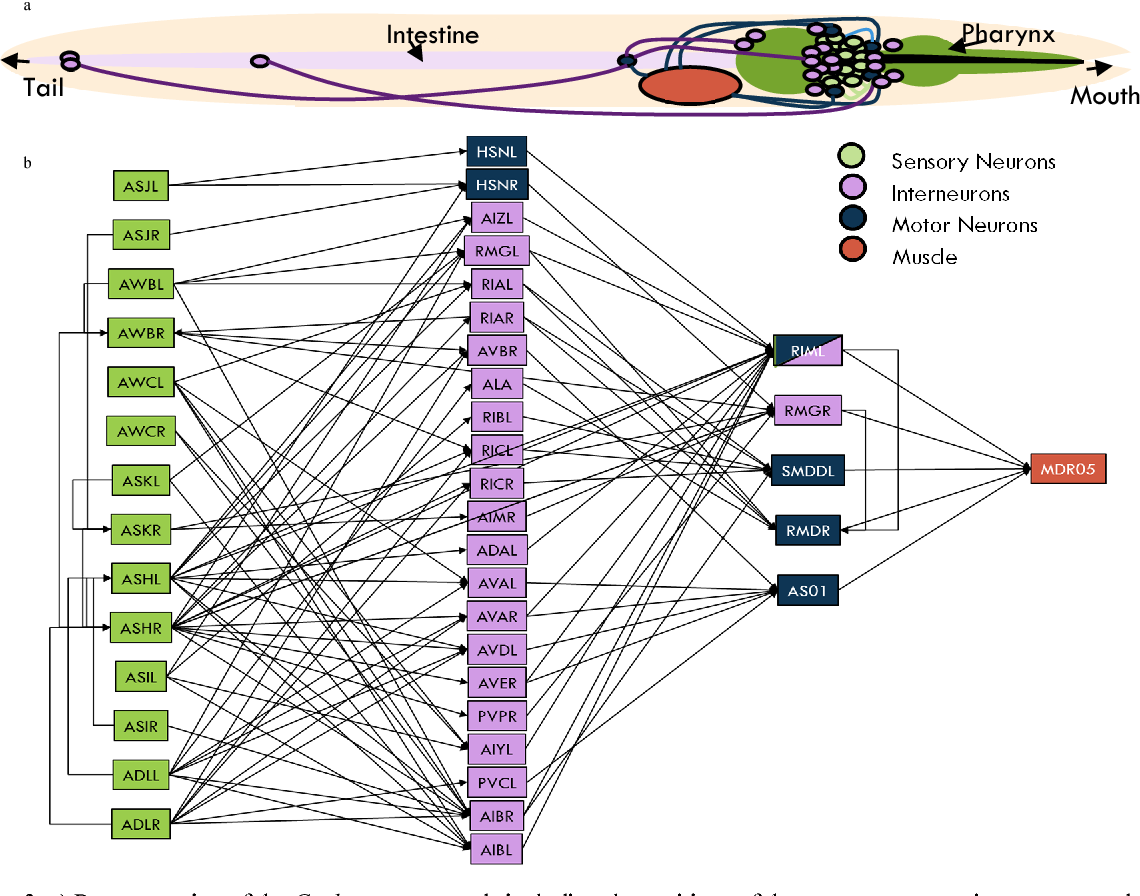 a
Intestine
Pharynx
Tail
Mouth
b
Sensory Neurons
Interneurons
Motor Neurons
Muscle
ASJL
ASJR
AWBL
AWBR
AWCL
AWCR
ASKL
ASKR
ASHL
ASHR
ASIL
ASIR
ADLL
ADLR
HSNL
HSNR
AIZL
RMGL
RIAL
RIAR
AVBR
ALA
RIBL
RICL
RICR
AIMR
ADAL
AVAL
AVAR
AVDL
AVER
PVPR
AIYL
PVCL
AIBR
AIBL
RIML
RMGR
SMDDL
RMDR
AS01
MDR05